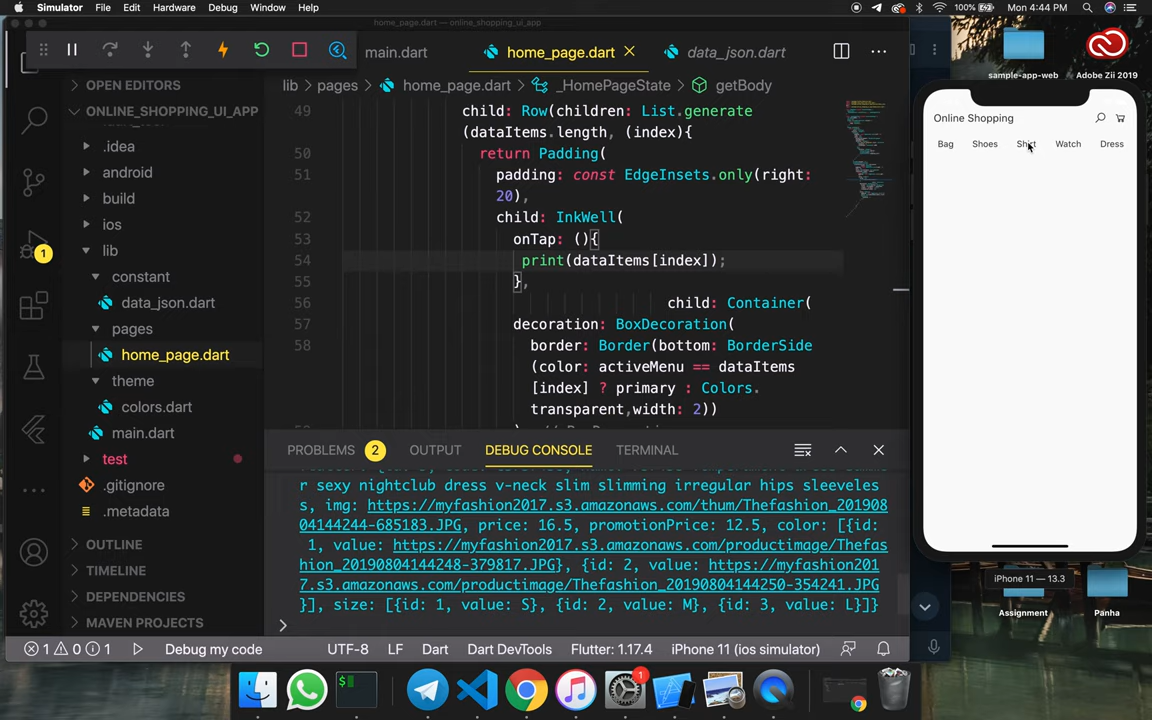 Simulator File Edit Hardware Debug Window Help
100% Mon 4:44 PM
home_page.dart — online_shopping_ui_app
main.dart home_page.dart data_json.dart
lib pages home_page.dart _HomePageState getBody
OPEN EDITORS
ONLINE_SHOPPING_UI_APP
.idea
android
build
ios
1
lib
constant
data_json.dart
pages
home_page.dart
theme
colors.dart
main.dart
test
.gitignore
.metadata
OUTLINE
TIMELINE
DEPENDENCIES
MAVEN PROJECTS
49 child: Row(children: List.generate
(dataItems.length, (index){
50 return Padding(
51 padding: const EdgeInsets.only(right:
20),
52 child: InkWell(
53 onTap: (){
54 print(dataItems[index]);
55 },
56 child: Container(
57 decoration: BoxDecoration(
58 border: Border(bottom: BorderSide
(color: activeMenu == dataItems
[index] ? primary : Colors.
transparent,width: 2))
PROBLEMS 2 OUTPUT DEBUG CONSOLE TERMINAL
r sexy nightclub dress v-neck slim slimming irregular hips sleeveles
s, img: https://myfashion2017.s3.amazonaws.com/thum/Thefashion_201908
04144244-685183.JPG, price: 16.5, promotionPrice: 12.5, color: [{id:
1, value: https://myfashion2017.s3.amazonaws.com/productimage/Thefas
hion_20190804144248-379817.JPG}, {id: 2, value: https://myfashion201
7.s3.amazonaws.com/productimage/Thefashion_20190804144250-354241.JPG
}], size: [{id: 1, value: S}, {id: 2, value: M}, {id: 3, value: L}]}
1 0 1 Debug my code UTF-8 LF Dart Dart DevTools Flutter: 1.17.4 iPhone 11 (ios simulator)
sample-app-web Adobe Zii 2019
Online Shopping
Bag Shoes Shirt Watch Dress
iPhone 11 — 13.3
Assignment Panha
1